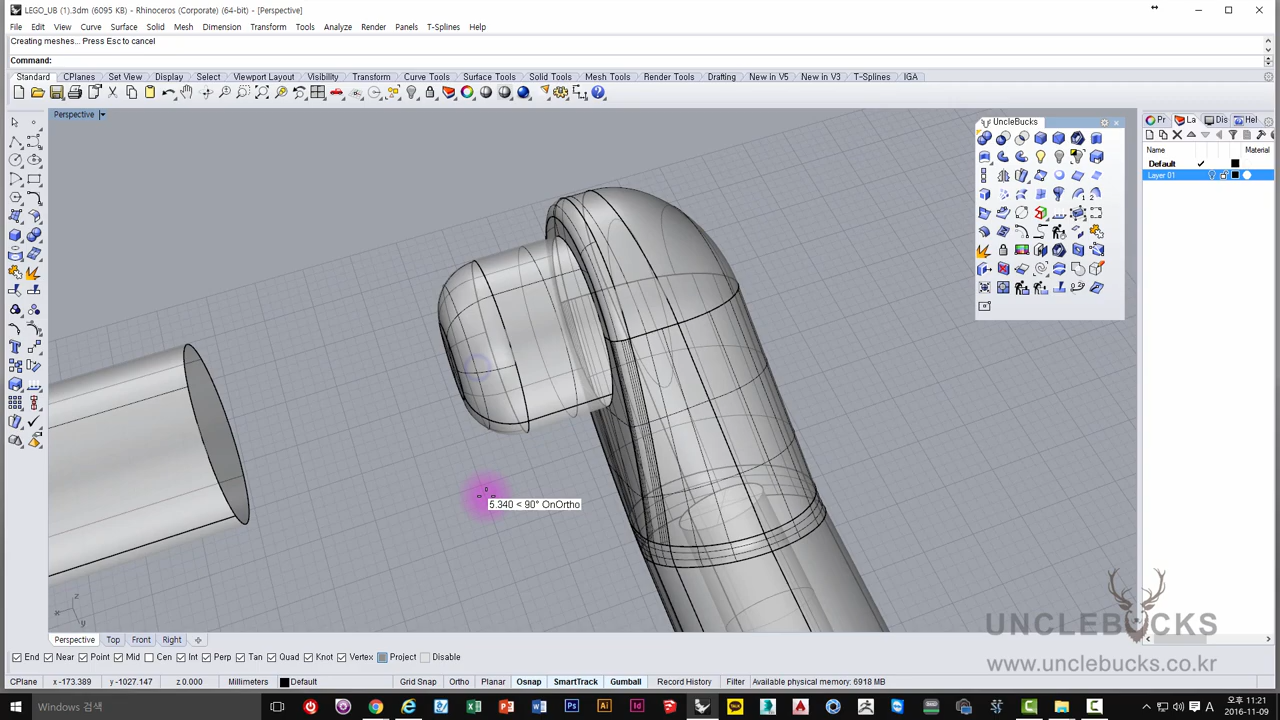 LEGO_UB (1).3dm (6095 KB) - Rhinoceros (Corporate) (64-bit) - [Perspective]
File Edit View Curve Surface Solid Mesh Dimension Transform Tools Analyze Render Panels T-Splines Help
Creating meshes... Press Esc to cancel
Command:
Standard CPlanes Set View Display Select Viewport Layout Visibility Transform Curve Tools Surface Tools Solid Tools Mesh Tools Render Tools Drafting New in V5 New in V3 T-Splines IGA
Perspective
UncleBucks
Pr La Dis Hel
Name Material
Default
Layer 01
5.340 < 90° OnOrtho
z
x
y
UNCLEBUCKS
www.unclebucks.co.kr
Perspective Top Front Right
End Near Point Mid Cen Int Perp Tan Quad Knot Vertex Project Disable
CPlane x -173.389 y -1027.147 z 0.000 Millimeters Default Grid Snap Ortho Planar Osnap SmartTrack Gumball Record History Filter Available physical memory: 6918 MB
Windows 검색
오후 11:21
2016-11-09